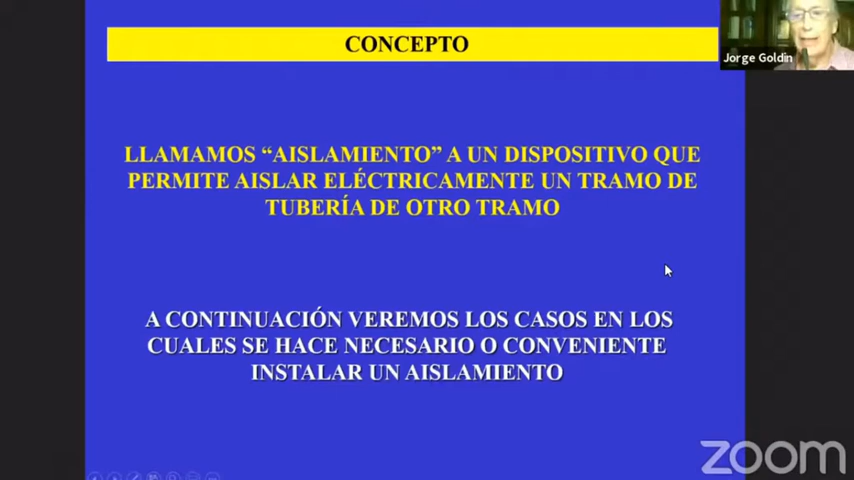 CONCEPTO
Jorge Goldin
LLAMAMOS “AISLAMIENTO” A UN DISPOSITIVO QUE
PERMITE AISLAR ELÉCTRICAMENTE UN TRAMO DE
TUBERÍA DE OTRO TRAMO
A CONTINUACIÓN VEREMOS LOS CASOS EN LOS
CUALES SE HACE NECESARIO O CONVENIENTE
INSTALAR UN AISLAMIENTO
zoom